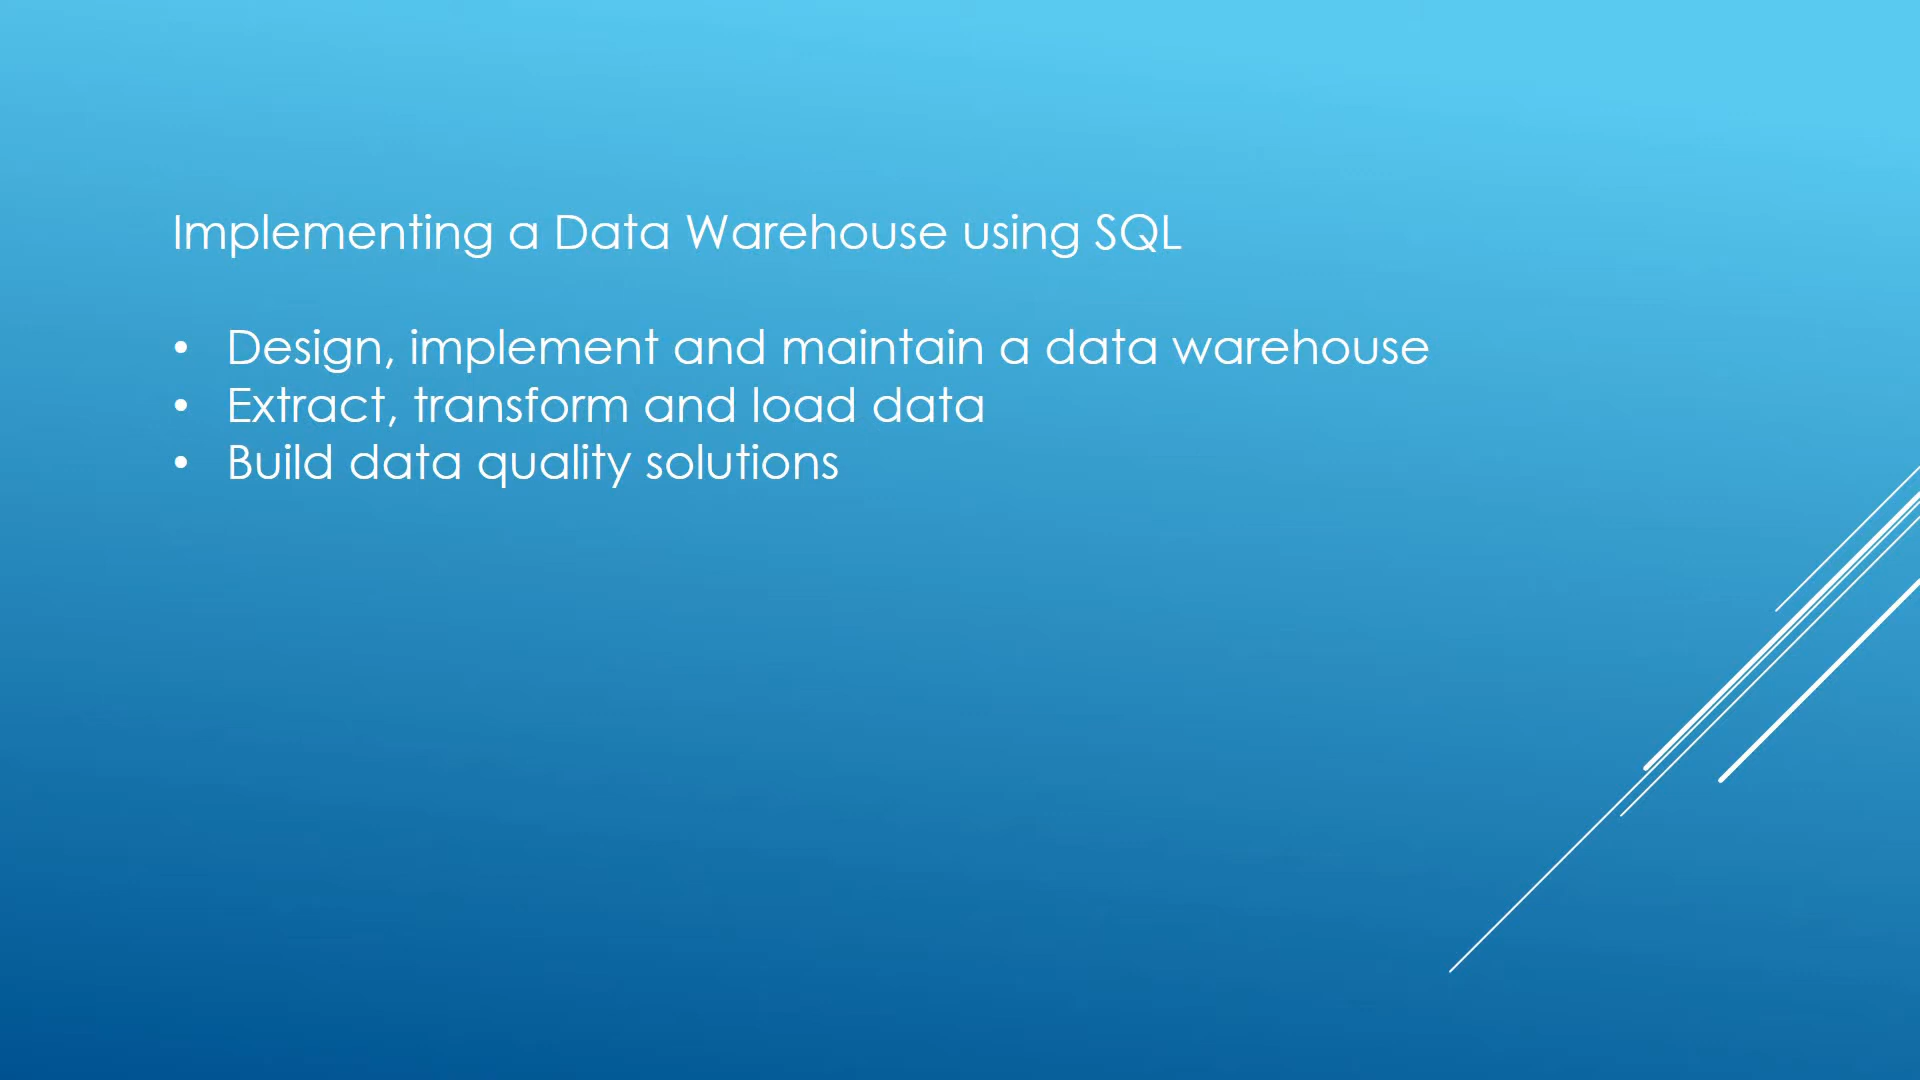 Implementing a Data Warehouse using SQL
• Design, implement and maintain a data warehouse
• Extract, transform and load data
• Build data quality solutions